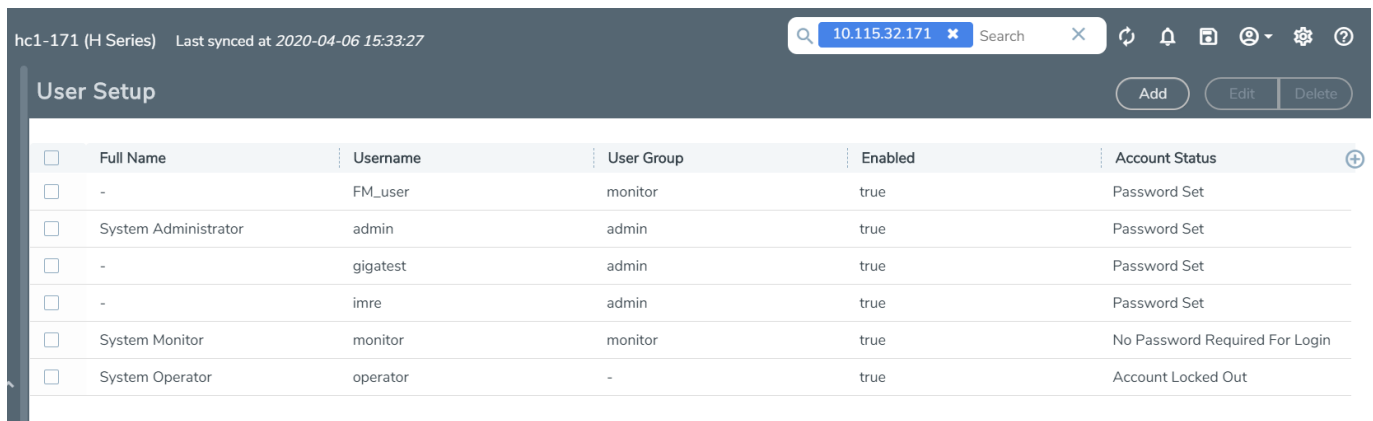 hc1-171 (H Series) Last synced at 2020-04-06 15:33:27 10.115.32.171 Search
User Setup Add Edit Delete
Full Name Username User Group Enabled Account Status
- FM_user monitor true Password Set
System Administrator admin admin true Password Set
- gigatest admin true Password Set
- imre admin true Password Set
System Monitor monitor monitor true No Password Required For Login
System Operator operator - true Account Locked Out